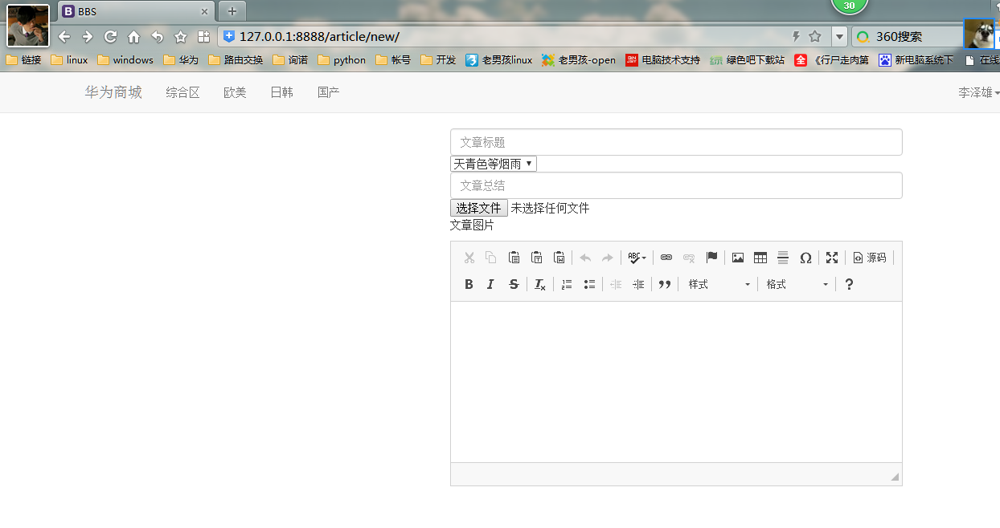 30
BBS
127.0.0.1:8888/article/new/
360搜索
链接 linux windows 华为 路由交换 询诺 python 帐号 开发 老男孩linux 老男孩-open 电脑技术支持 绿色吧下载站 《行尸走肉第 新电脑系统下 在线
华为商城 综合区 欧美 日韩 国产 李泽雄
文章标题
天青色等烟雨
文章总结
选择文件 未选择任何文件
文章图片
ABC Ω 源码
B I S Tx 样式 格式 ?